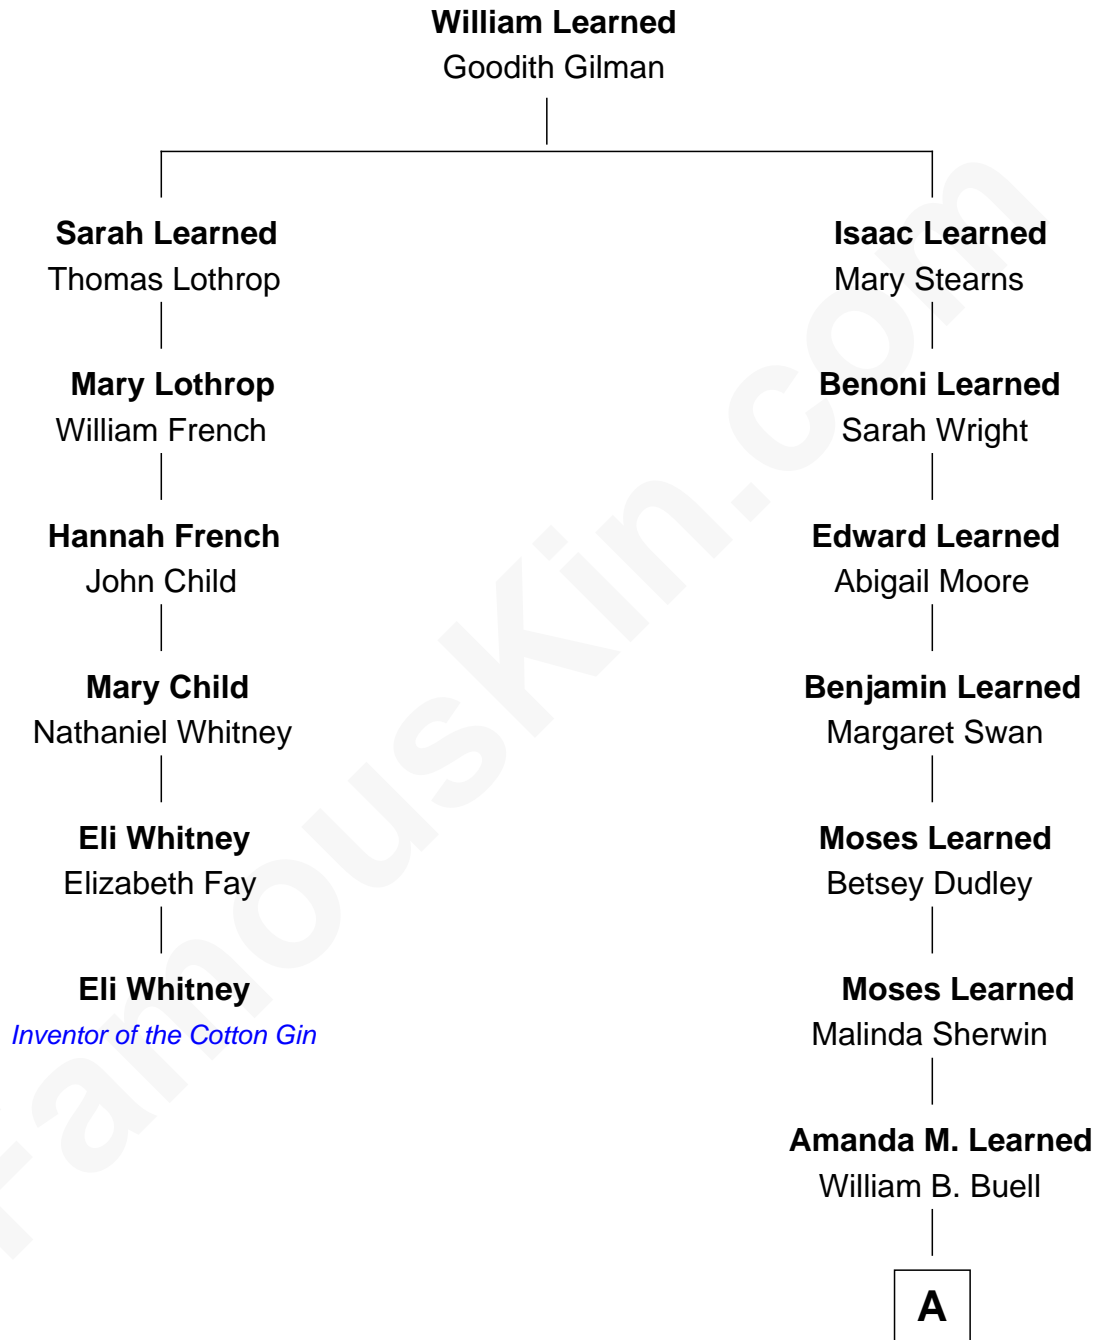 William Learned
Goodith Gilman
Sarah Learned
Thomas Lothrop
Mary Lothrop
William French
Hannah French
John Child
Mary Child
Nathaniel Whitney
Eli Whitney
Elizabeth Fay
Eli Whitney
Inventor of the Cotton Gin
Isaac Learned
Mary Stearns
Benoni Learned
Sarah Wright
Edward Learned
Abigail Moore
Benjamin Learned
Margaret Swan
Moses Learned
Betsey Dudley
Moses Learned
Malinda Sherwin
Amanda M. Learned
William B. Buell
A
FamousKin.com